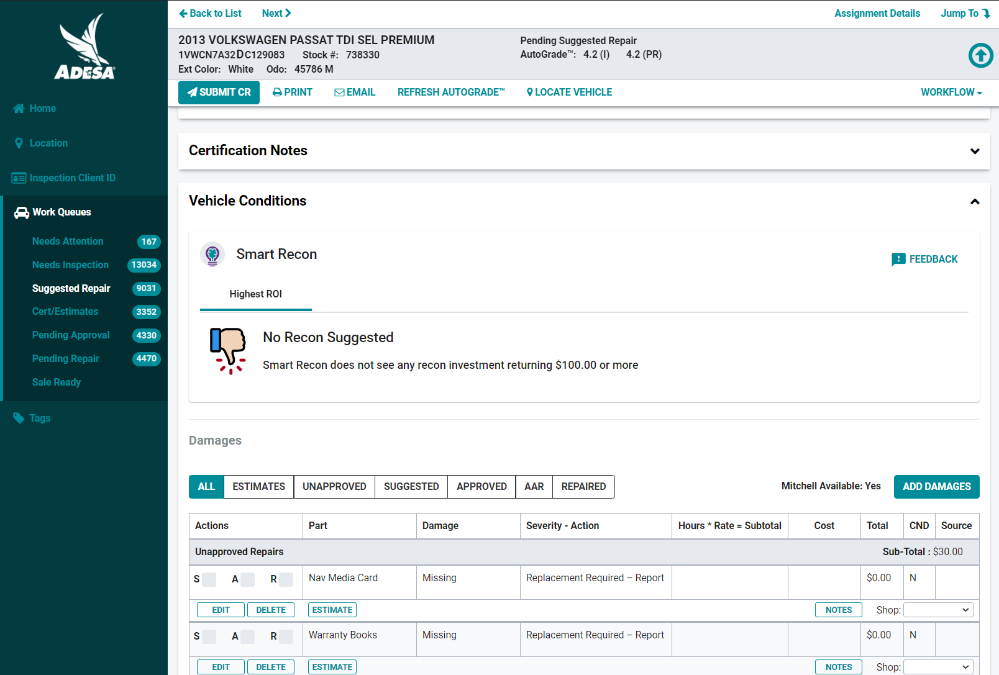 ADESA
Home
Location
Inspection Client ID
Work Queues
Needs Attention 167
Needs Inspection 13034
Suggested Repair 9031
Cert/Estimates 3352
Pending Approval 4330
Pending Repair 4470
Sale Ready
Tags
Back to List Next Assignment Details Jump To
2013 VOLKSWAGEN PASSAT TDI SEL PREMIUM
1VWCN7A32DC129083 Stock #: 738330
Ext Color: White Odo: 45786 M
Pending Suggested Repair
AutoGrade™: 4.2 (I) 4.2 (PR)
SUBMIT CR PRINT EMAIL REFRESH AUTOGRADE™ LOCATE VEHICLE WORKFLOW
Certification Notes
Vehicle Conditions
Smart Recon
FEEDBACK
Highest ROI
No Recon Suggested
Smart Recon does not see any recon investment returning $100.00 or more
Damages
ALL ESTIMATES UNAPPROVED SUGGESTED APPROVED AAR REPAIRED Mitchell Available: Yes ADD DAMAGES
Actions Part Damage Severity - Action Hours * Rate = Subtotal Cost Total CND Source
Unapproved Repairs Sub-Total : $30.00
S A R Nav Media Card Missing Replacement Required – Report $0.00 N
EDIT DELETE ESTIMATE NOTES Shop:
S A R Warranty Books Missing Replacement Required – Report $0.00 N
EDIT DELETE ESTIMATE NOTES Shop: